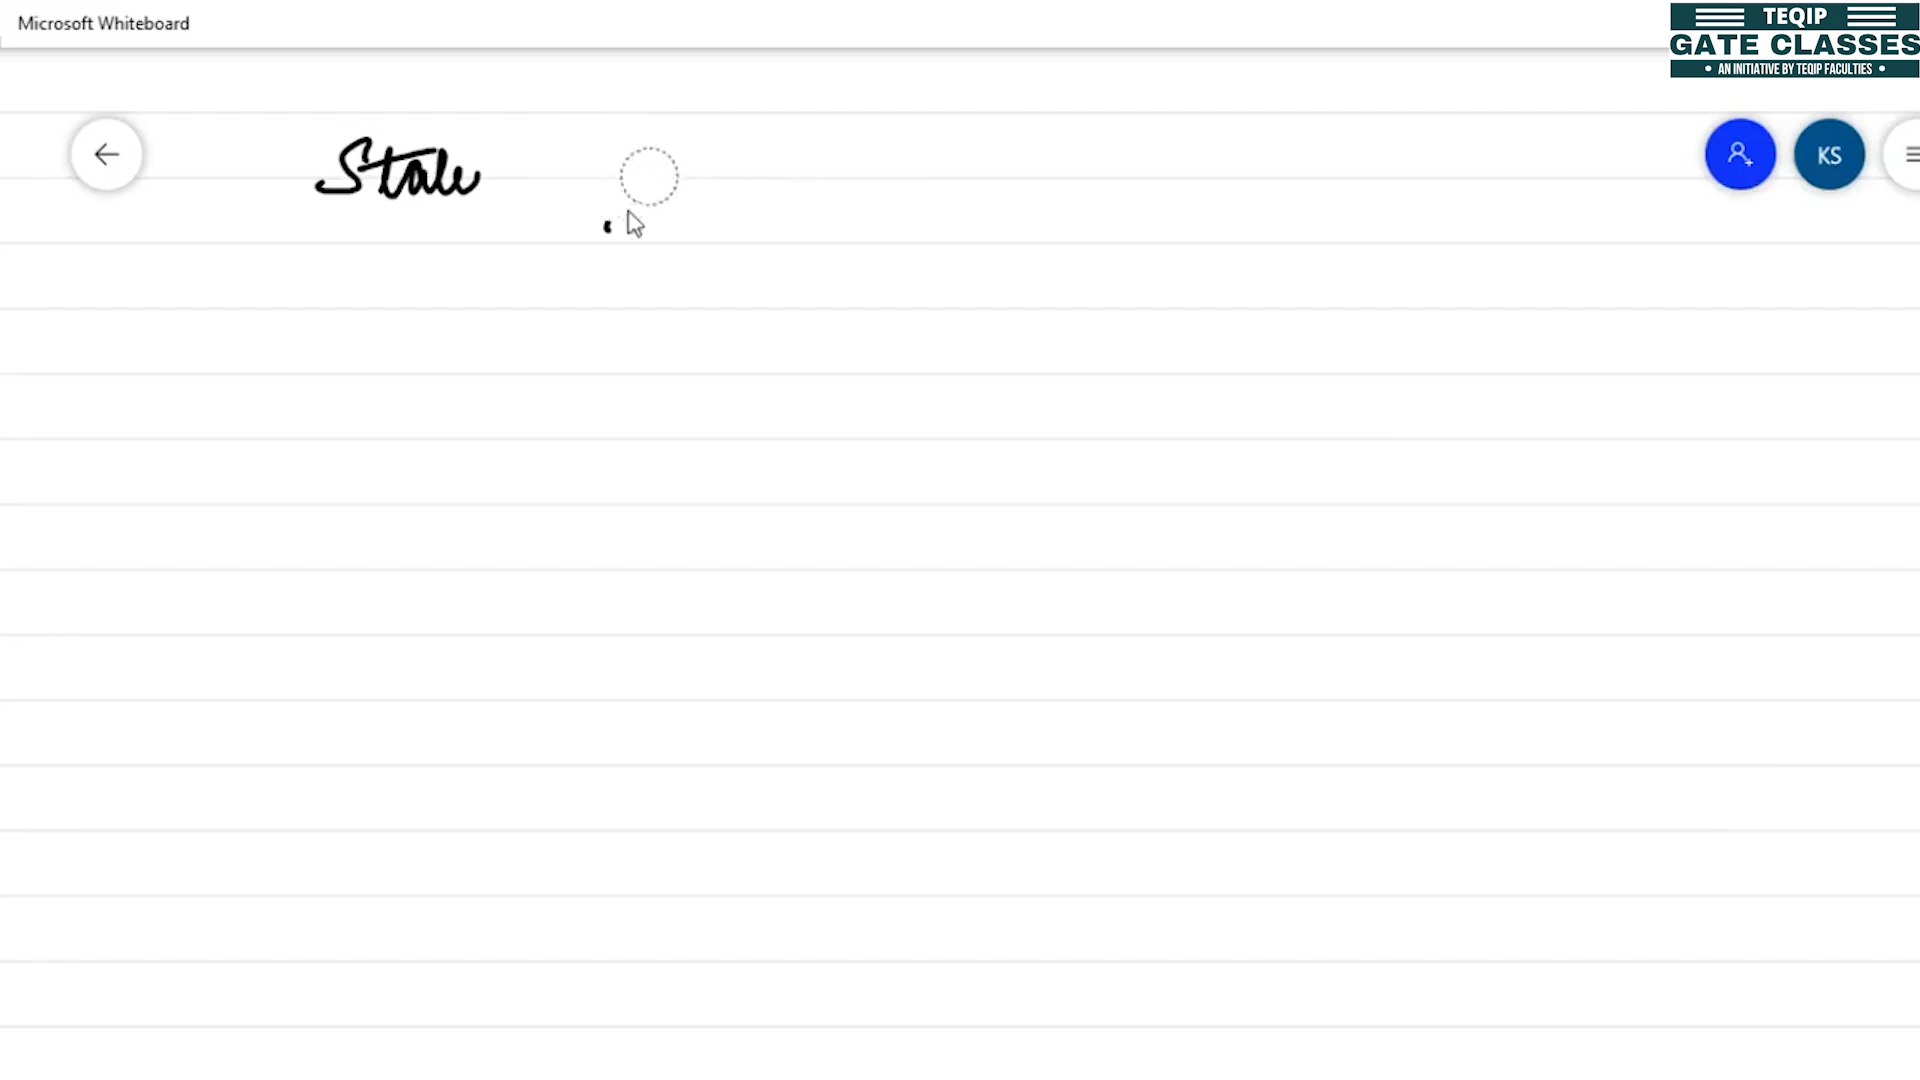 Microsoft Whiteboard
TEQIP
GATE CLASSES
• AN INITIATIVE BY TEQIP FACULTIES •
State
KS